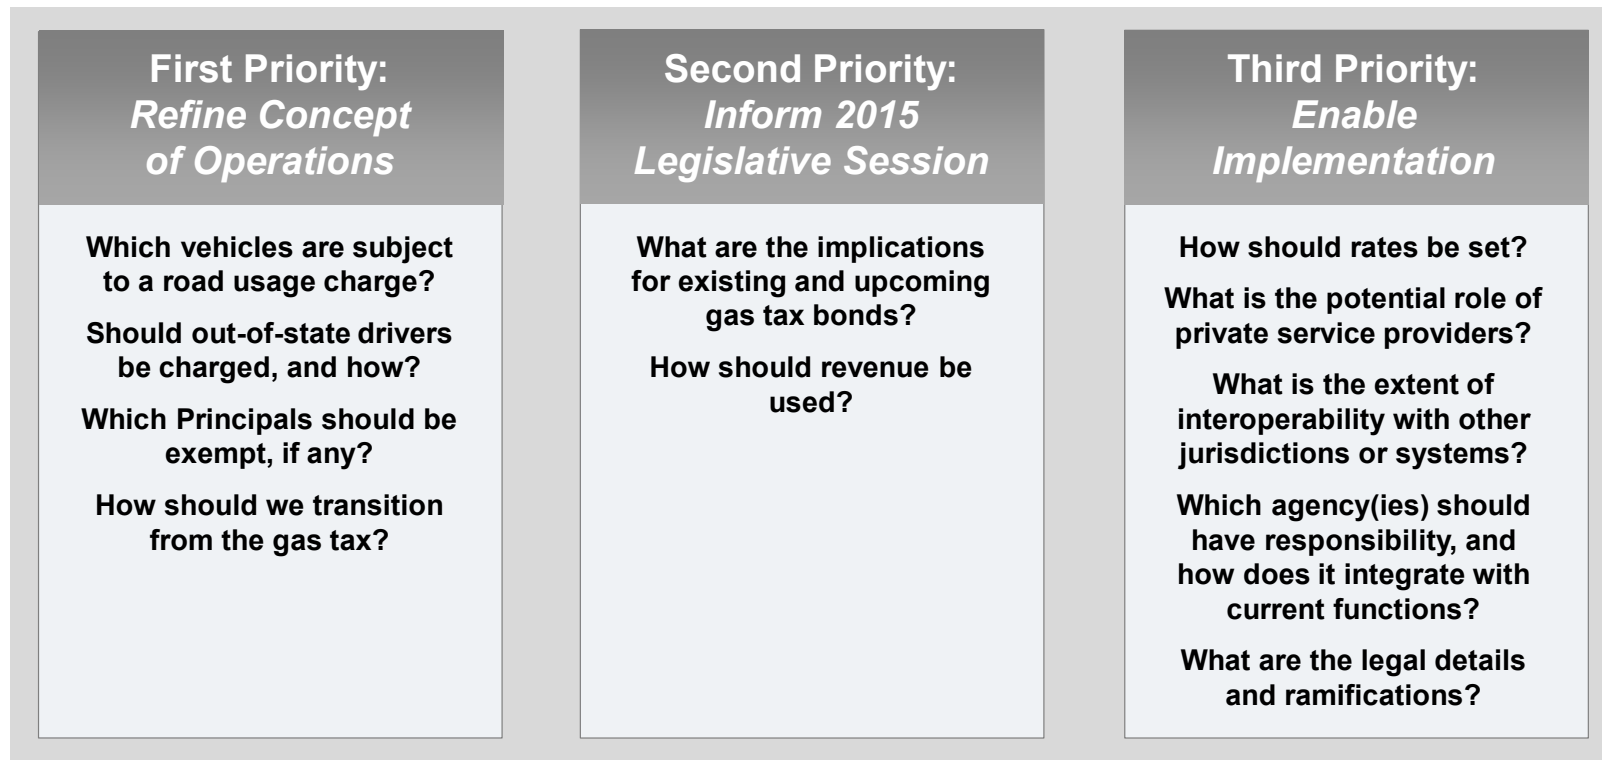 First Priority:
Refine Concept
of Operations
Which vehicles are subject
to a road usage charge?
Should out-of-state drivers
be charged, and how?
Which Principals should be
exempt, if any?
How should we transition
from the gas tax?
Second Priority:
Inform 2015
Legislative Session
What are the implications
for existing and upcoming
gas tax bonds?
How should revenue be
used?
Third Priority:
Enable
Implementation
How should rates be set?
What is the potential role of
private service providers?
What is the extent of
interoperability with other
jurisdictions or systems?
Which agency(ies) should
have responsibility, and
how does it integrate with
current functions?
What are the legal details
and ramifications?